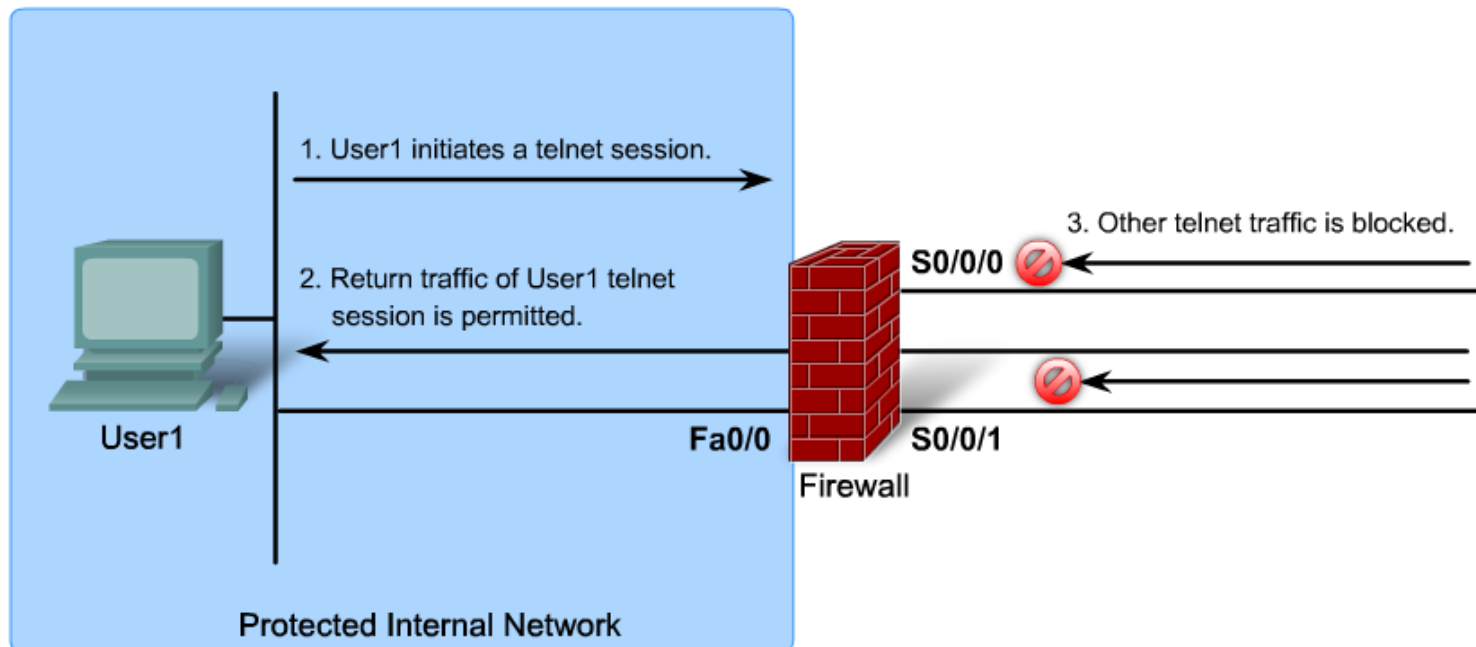 1. User1 initiates a telnet session.
3. Other telnet traffic is blocked.
S0/0/0
2. Return traffic of User1 telnet
session is permitted.
User1
Fa0/0
S0/0/1
Firewall
Protected Internal Network